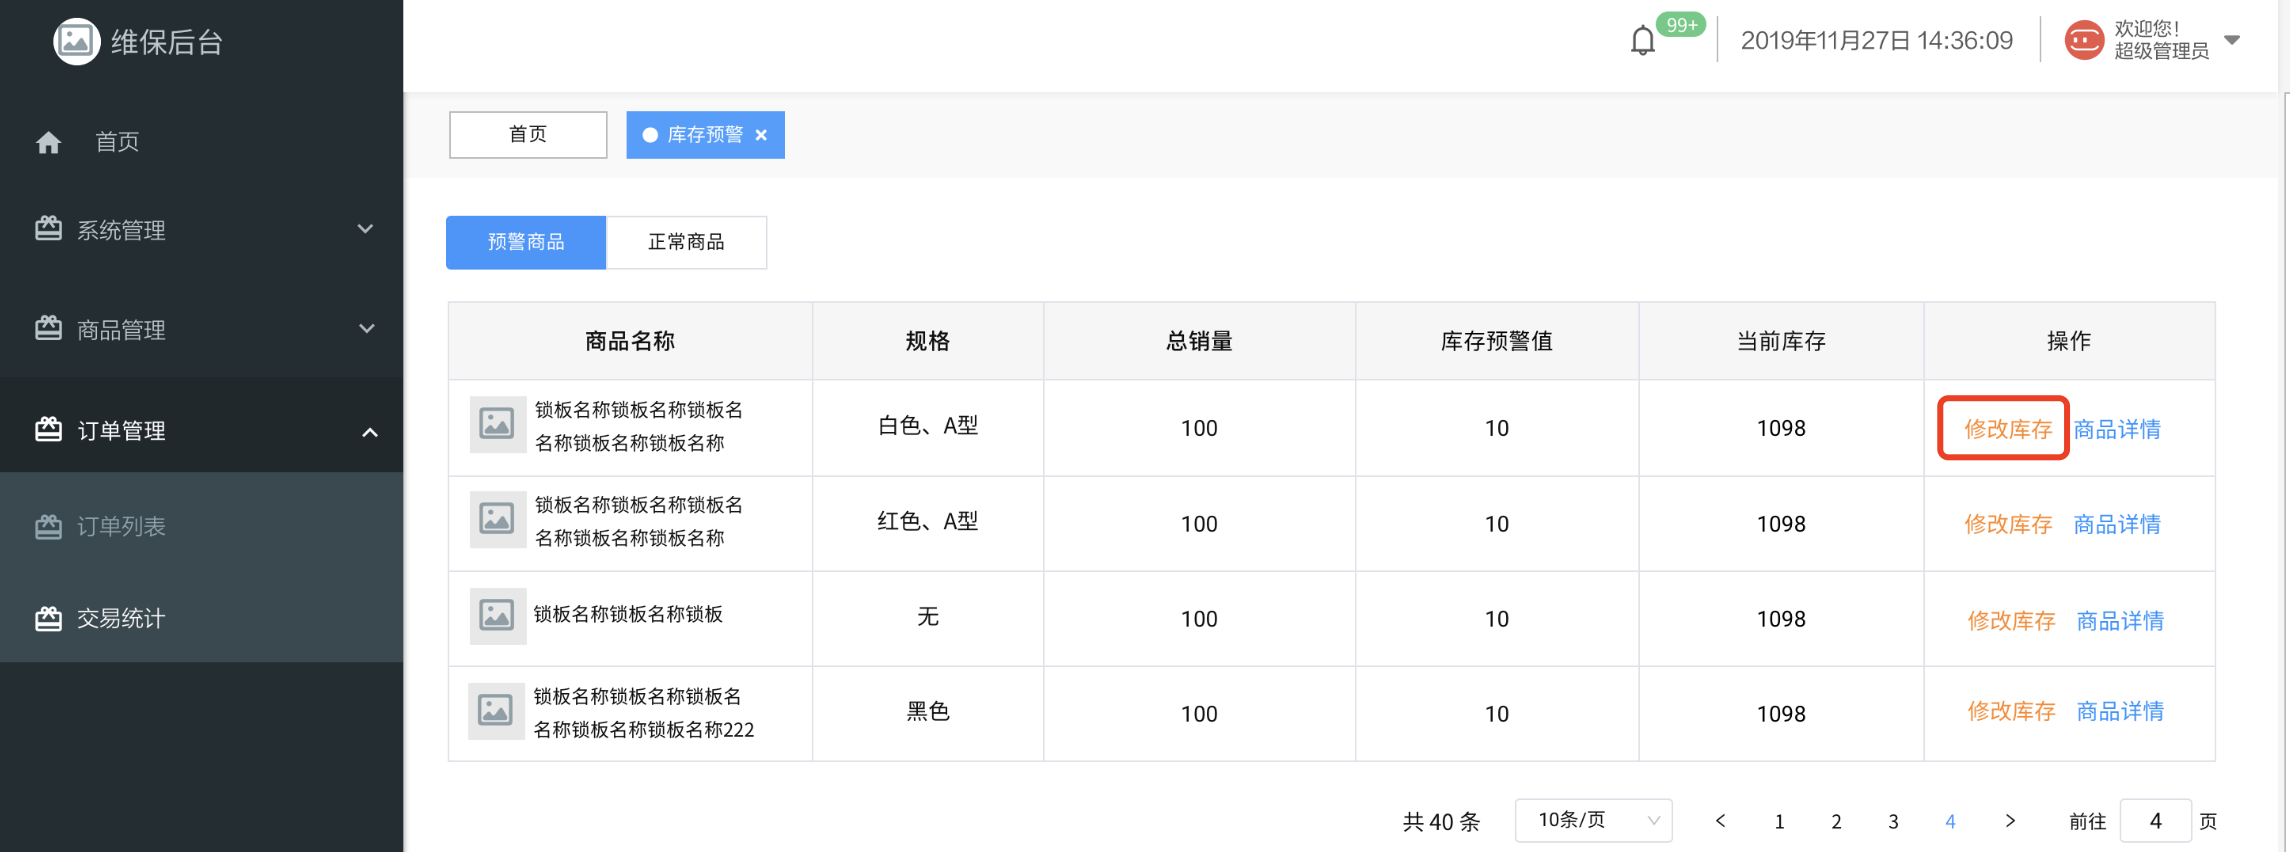 维保后台
99+
2019年11月27日 14:36:09
欢迎您！
超级管理员
首页
系统管理
商品管理
订单管理
订单列表
交易统计
首页
库存预警
预警商品
正常商品
商品名称 规格 总销量 库存预警值 当前库存 操作
锁板名称锁板名称锁板名
名称锁板名称锁板名称
白色、A型 100 10 1098 修改库存 商品详情
锁板名称锁板名称锁板名
名称锁板名称锁板名称
红色、A型 100 10 1098 修改库存 商品详情
锁板名称锁板名称锁板 无 100 10 1098 修改库存 商品详情
锁板名称锁板名称锁板名
名称锁板名称锁板名称222
黑色 100 10 1098 修改库存 商品详情
共 40 条 10条/页 < 1 2 3 4 > 前往 4 页